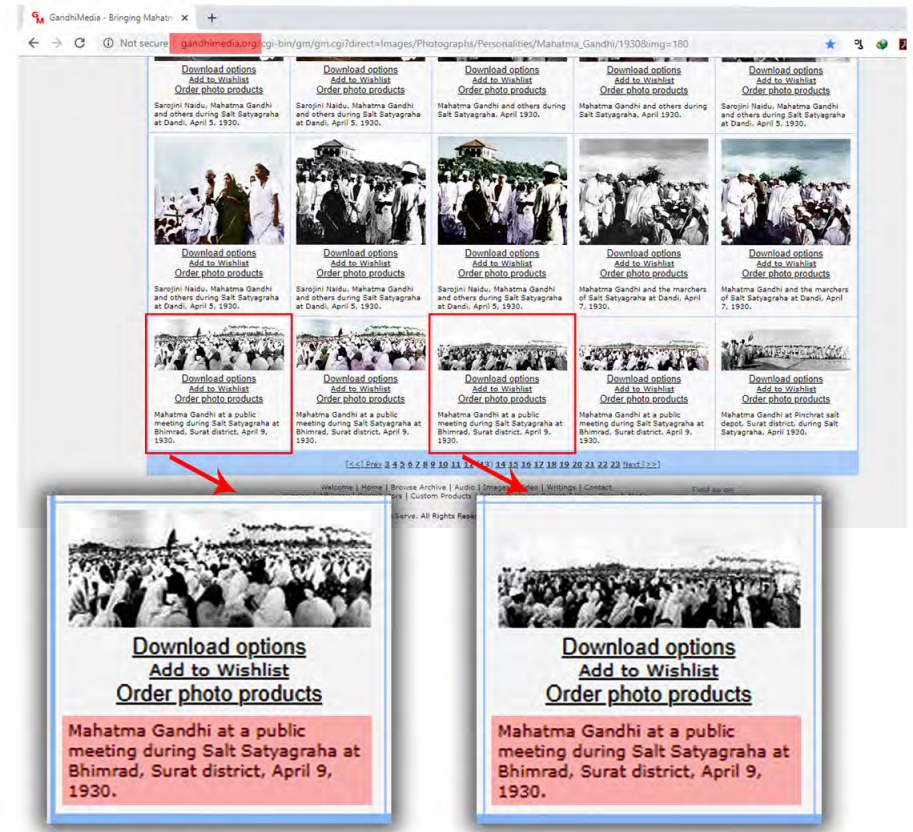 GandhiMedia - Bringing Mahatm
Not secure gandhimedia.org/cgi-bin/gm/gm.cgi?direct=Images/Photographs/Personalities/Mahatma_Gandhi/1930&img=180
Download options Download options Download options Download options Download options
Add to Wishlist Add to Wishlist Add to Wishlist Add to Wishlist Add to Wishlist
Order photo products Order photo products Order photo products Order photo products Order photo products
Sarojini Naidu, Mahatma Gandhi
and others during Salt Satyagraha
at Dandi, April 5, 1930.
Sarojini Naidu, Mahatma Gandhi
and others during Salt Satyagraha
at Dandi, April 5, 1930.
Mahatma Gandhi and others during
Salt Satyagraha, April 1930.
Mahatma Gandhi and others during
Salt Satyagraha, April 1930.
Sarojini Naidu, Mahatma Gandhi
and others during Salt Satyagraha
at Dandi, April 5, 1930.
Download options Download options Download options Download options Download options
Add to Wishlist Add to Wishlist Add to Wishlist Add to Wishlist Add to Wishlist
Order photo products Order photo products Order photo products Order photo products Order photo products
Sarojini Naidu, Mahatma Gandhi
and others during Salt Satyagraha
at Dandi, April 5, 1930.
Sarojini Naidu, Mahatma Gandhi
and others during Salt Satyagraha
at Dandi, April 5, 1930.
Sarojini Naidu, Mahatma Gandhi
and others during Salt Satyagraha
at Dandi, April 5, 1930.
Mahatma Gandhi and the marchers
of Salt Satyagraha at Dandi, April
7, 1930.
Mahatma Gandhi and the marchers
of Salt Satyagraha at Dandi, April
7, 1930.
Download options Download options Download options Download options Download options
Add to Wishlist Add to Wishlist Add to Wishlist Add to Wishlist Add to Wishlist
Order photo products Order photo products Order photo products Order photo products Order photo products
Mahatma Gandhi at a public
meeting during Salt Satyagraha at
Bhimrad, Surat district, April 9,
1930.
Mahatma Gandhi at a public
meeting during Salt Satyagraha at
Bhimrad, Surat district, April 9,
1930.
Mahatma Gandhi at a public
meeting during Salt Satyagraha at
Bhimrad, Surat district, April 9,
1930.
Mahatma Gandhi at a public
meeting during Salt Satyagraha at
Bhimrad, Surat district, April 9,
1930.
Mahatma Gandhi at Pinchrat salt
depot, Surat district, during Salt
Satyagraha, April 1930.
[<<] Prev 3 4 5 6 7 8 9 10 11 12 (13) 14 15 16 17 18 19 20 21 22 23 Next [>>]
Welcome | Home | Browse Archive | Audio | Images | Video | Writings | Contact
| Custom Products |
Serve. All Rights
Download options
Add to Wishlist
Order photo products
Mahatma Gandhi at a public
meeting during Salt Satyagraha at
Bhimrad, Surat district, April 9,
1930.
Download options
Add to Wishlist
Order photo products
Mahatma Gandhi at a public
meeting during Salt Satyagraha at
Bhimrad, Surat district, April 9,
1930.